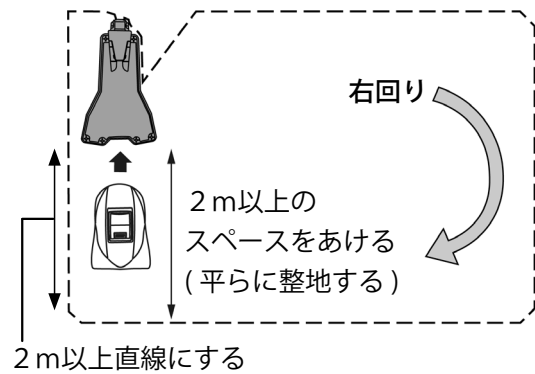 右回り
２ｍ以上の
スペースをあける
( 平らに整地する )
２ｍ以上直線にする